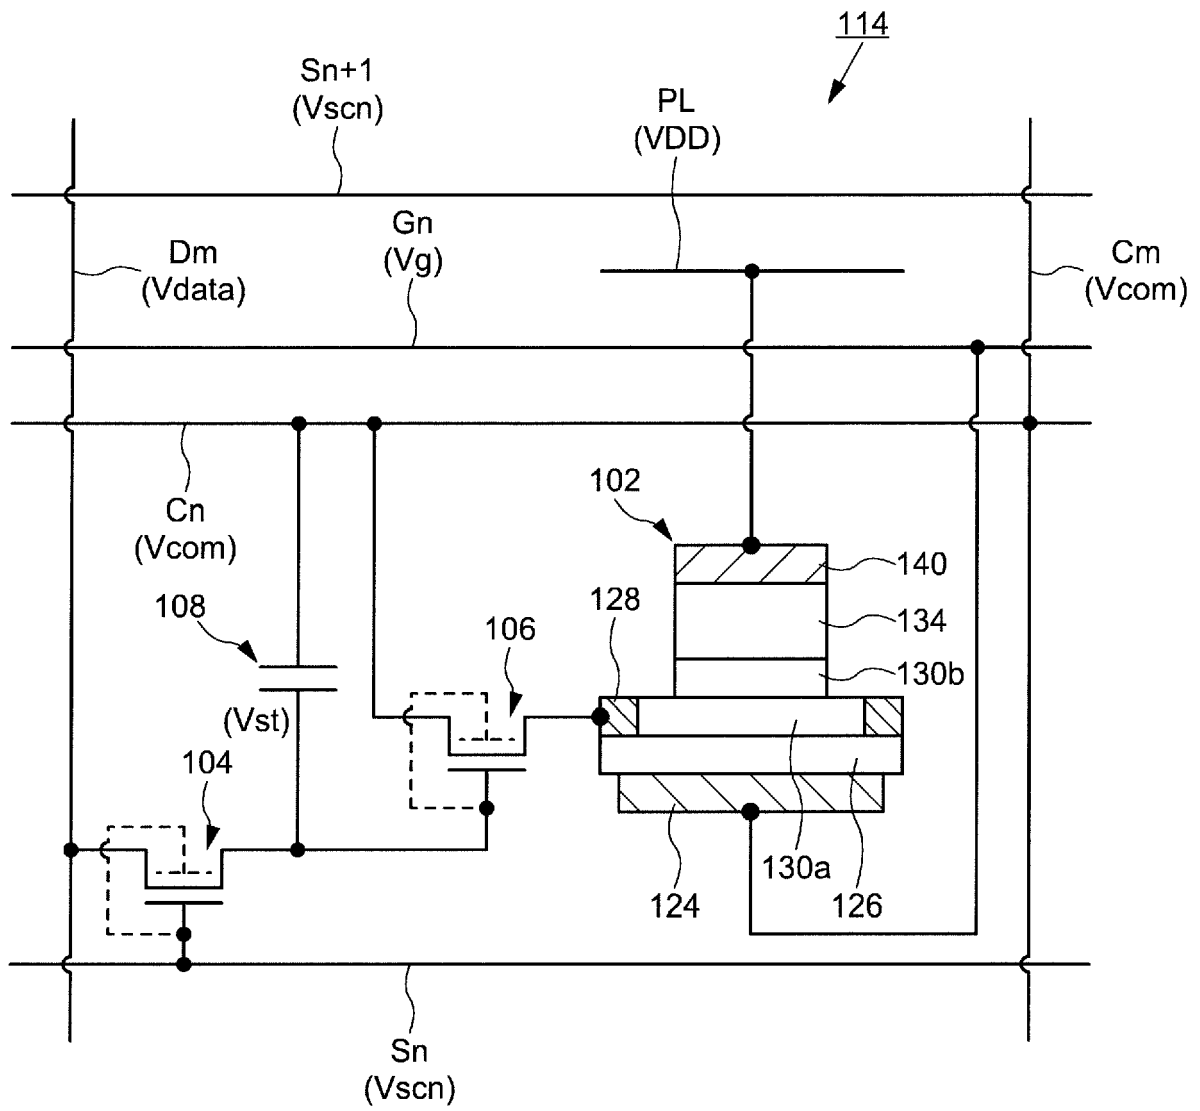 114
Sn+1
(Vscn)
PL
(VDD)
Gn
(Vg)
Dm
(Vdata)
Cm
(Vcom)
Cn
(Vcom)
102
140
128
134
108
106
130b
(Vst)
104
130a
124
126
Sn
(Vscn)